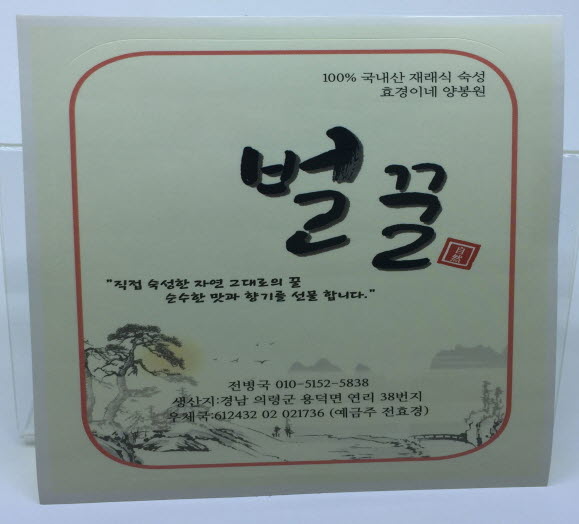 100% 국내산 재래식 숙성
효경이네 양봉원
벌꿀
自然
"직접 숙성한 자연 그대로의 꿀
순수한 맛과 향기를 선물 합니다."
전병국 010-5152-5838
생산지:경남 의령군 용덕면 연리 38번지
우체국:612432 02 021736 (예금주 전효경)